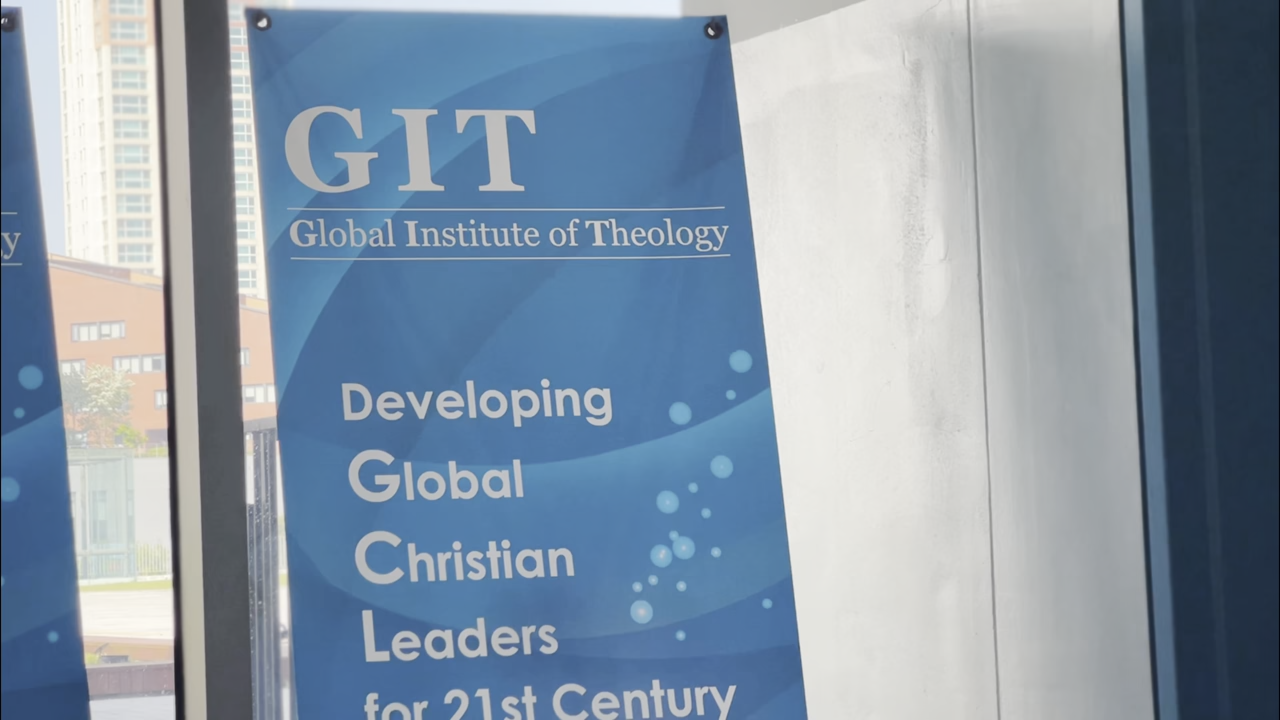 GIT
Global Institute of Theology
Developing
Global
Christian
Leaders
for 21st Century
y